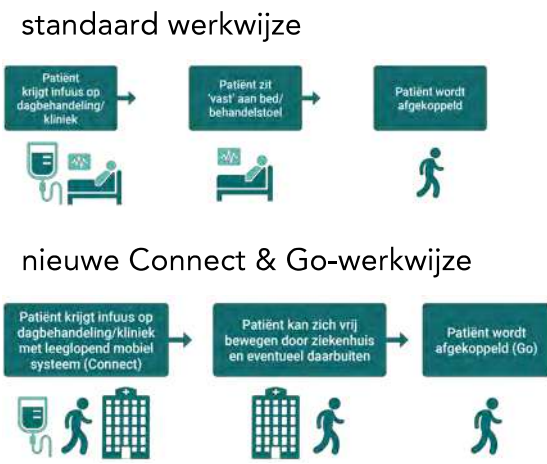 standaard werkwijze
Patiënt
krijgt infuus op
dagbehandeling/
kliniek
Patiënt zit
'vast' aan bed/
behandelstoel
Patiënt wordt
afgekoppeld
nieuwe Connect & Go-werkwijze
Patiënt krijgt infuus op
dagbehandeling/kliniek
met leeglopend mobiel
systeem (Connect)
Patiënt kan zich vrij
bewegen door ziekenhuis
en eventueel daarbuiten
Patiënt wordt
afgekoppeld (Go)